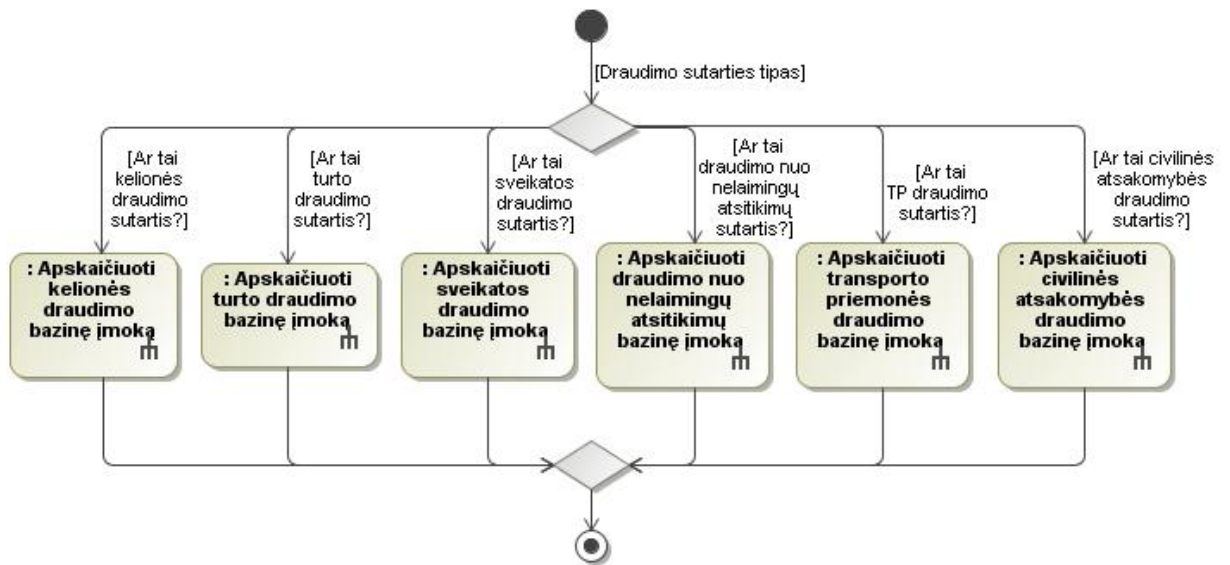 [Draudimo sutarties tipas]
[Ar tai
kelionės
draudimo
sutartis?]
[Ar tai
turto
draudimo
sutartis?]
[Ar tai
sveikatos
draudimo
sutartis?]
[Ar tai
draudimo nuo
nelaimingų
atsitikimų
sutartis?]
[Ar tai
TP draudimo
sutartis?]
[Ar tai civilinės
atsakomybės
draudimo
sutartis?]
: Apskaičiuoti
kelionės
draudimo
bazinę įmoką
: Apskaičiuoti
turto draudimo
bazinę įmoką
: Apskaičiuoti
sveikatos
draudimo
bazinę įmoką
: Apskaičiuoti
draudimo nuo
nelaimingų
atsitikimų
bazinę įmoką
: Apskaičiuoti
transporto
priemonės
draudimo
bazinę įmoką
: Apskaičiuoti
civilinės
atsakomybės
draudimo
bazinę įmoką